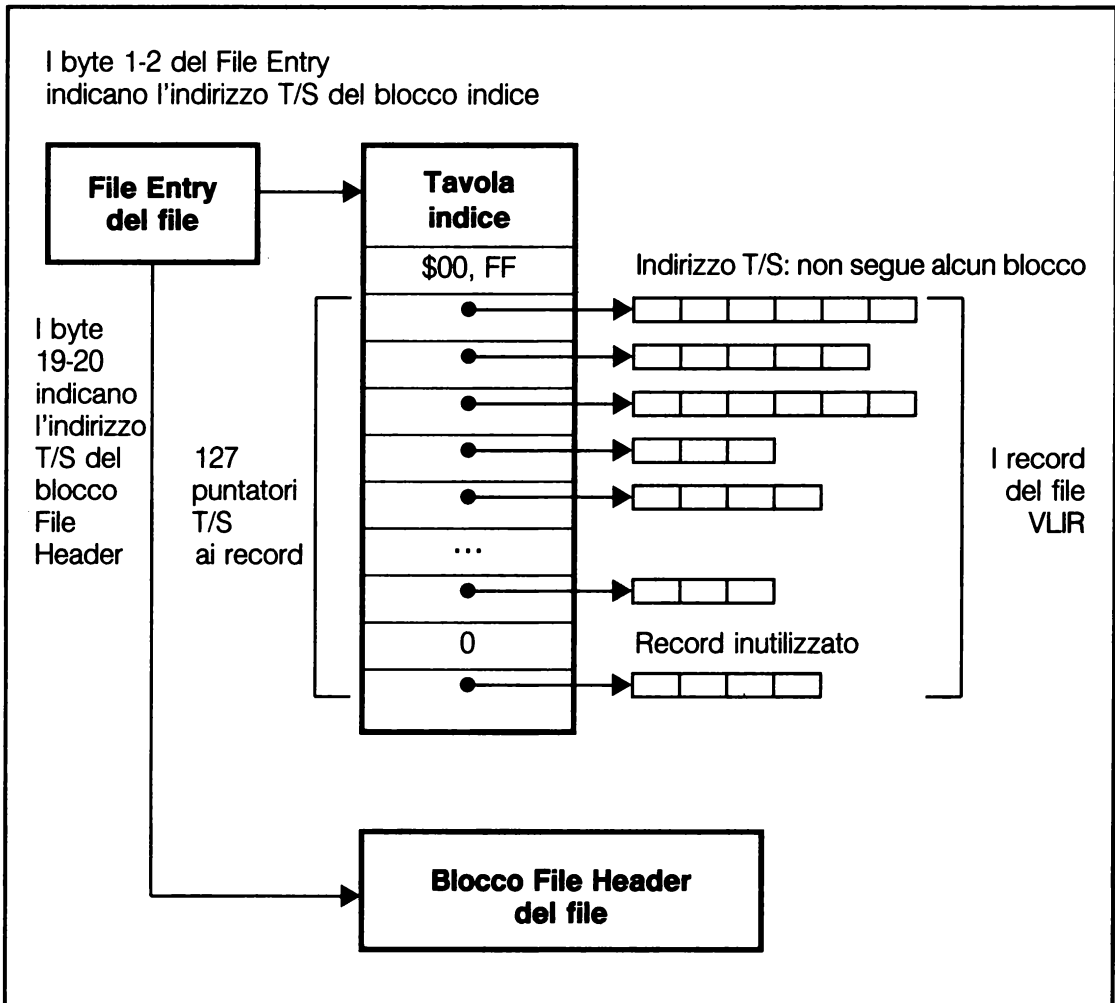 I byte 1-2 del File Entry
indicano l'indirizzo T/S del blocco indice
File Entry
del file
Tavola
indice
$00, FF
Indirizzo T/S: non segue alcun blocco
I byte
19-20
indicano
l'indirizzo
T/S del
blocco
File
Header
127
puntatori
T/S
ai record
...
0
Record inutilizzato
I record
del file
VLIR
Blocco File Header
del file